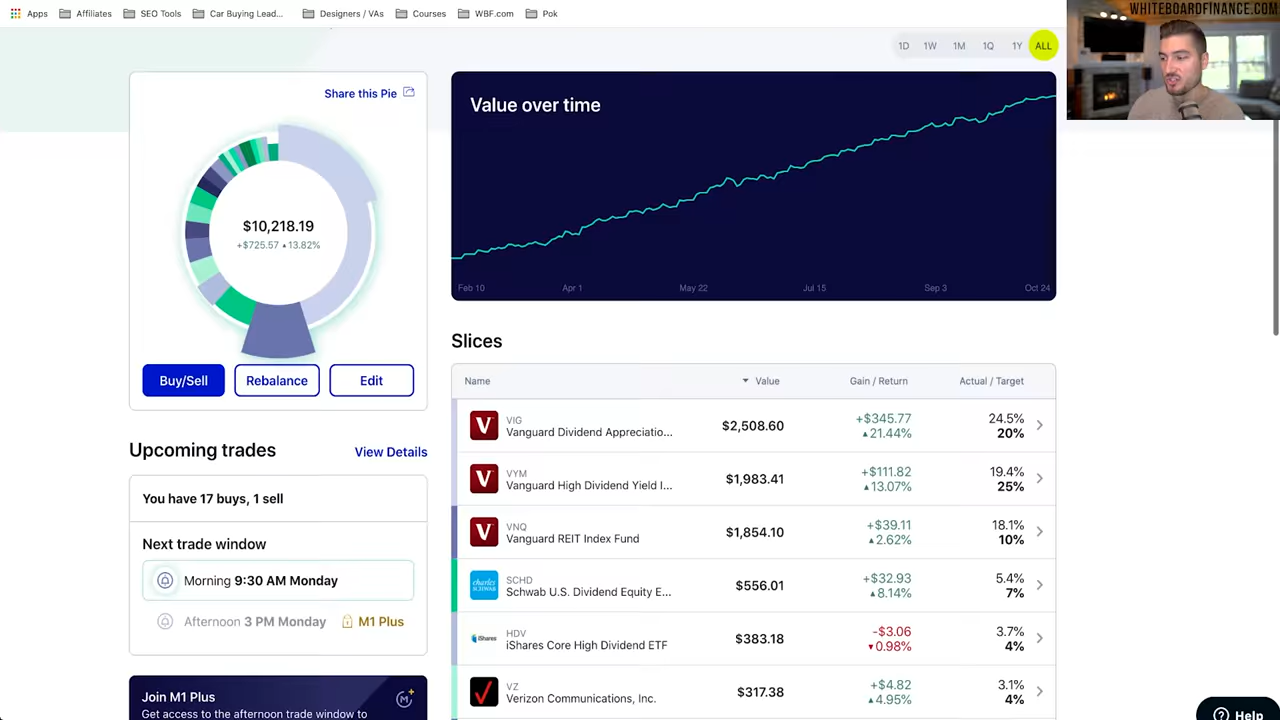 Apps Affiliates SEO Tools Car Buying Lead... Designers / VAs Courses WBF.com Pok
WHITEBOARDFINANCE.COM
1D 1W 1M 1Q 1Y ALL
Share this Pie
$10,218.19
+$725.57 ▲13.82%
Buy/Sell Rebalance Edit
Value over time
Feb 10 Apr 1 May 22 Jul 15 Sep 3 Oct 24
Upcoming trades View Details
You have 17 buys, 1 sell
Next trade window
Morning 9:30 AM Monday
Afternoon 3 PM Monday M1 Plus
Join M1 Plus
Get access to the afternoon trade window to
Slices
Name ▼ Value Gain / Return Actual / Target
VIG
Vanguard Dividend Appreciatio...
$2,508.60
+$345.77
▲21.44%
24.5%
20%
VYM
Vanguard High Dividend Yield I...
$1,983.41
+$111.82
▲13.07%
19.4%
25%
VNQ
Vanguard REIT Index Fund
$1,854.10
+$39.11
▲2.62%
18.1%
10%
charles
SCHWAB
SCHD
Schwab U.S. Dividend Equity E...
$556.01
+$32.93
▲8.14%
5.4%
7%
iShares
HDV
iShares Core High Dividend ETF
$383.18
-$3.06
▼0.98%
3.7%
4%
VZ
Verizon Communications, Inc.
$317.38
+$4.82
▲4.95%
3.1%
4%
Help